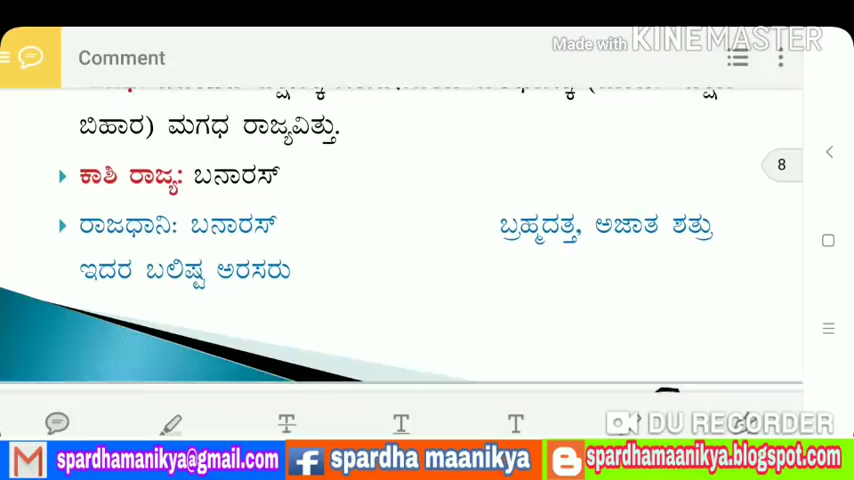 Made with KINEMASTER
Comment
ಬಿಹಾರ) ಮಗಧ ರಾಜ್ಯವಿತ್ತು.
ಕಾಶಿ ರಾಜ್ಯ: ಬನಾರಸ್
8
ರಾಜಧಾನಿ: ಬನಾರಸ್ ಬ್ರಹ್ಮದತ್ತ, ಅಜಾತ ಶತ್ರು
ಇದರ ಬಲಿಷ್ಟ ಅರಸರು
DU RECORDER
spardhamanikya@gmail.com spardha maanikya spardhamaanikya.blogspot.com